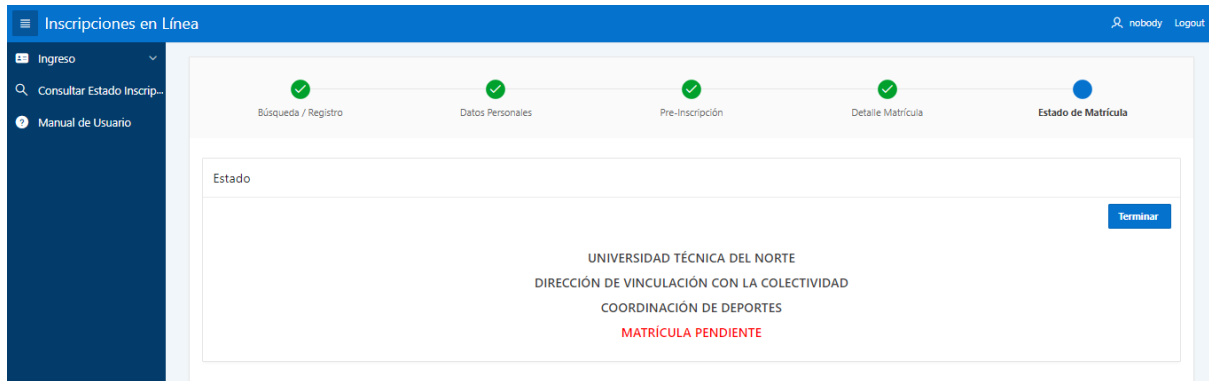 Inscripciones en Línea
nobody Logout
Ingreso
Consultar Estado Inscrip...
Manual de Usuario
Búsqueda / Registro
Datos Personales
Pre-Inscripción
Detalle Matrícula
Estado de Matrícula
Estado
Terminar
UNIVERSIDAD TÉCNICA DEL NORTE
DIRECCIÓN DE VINCULACIÓN CON LA COLECTIVIDAD
COORDINACIÓN DE DEPORTES
MATRÍCULA PENDIENTE